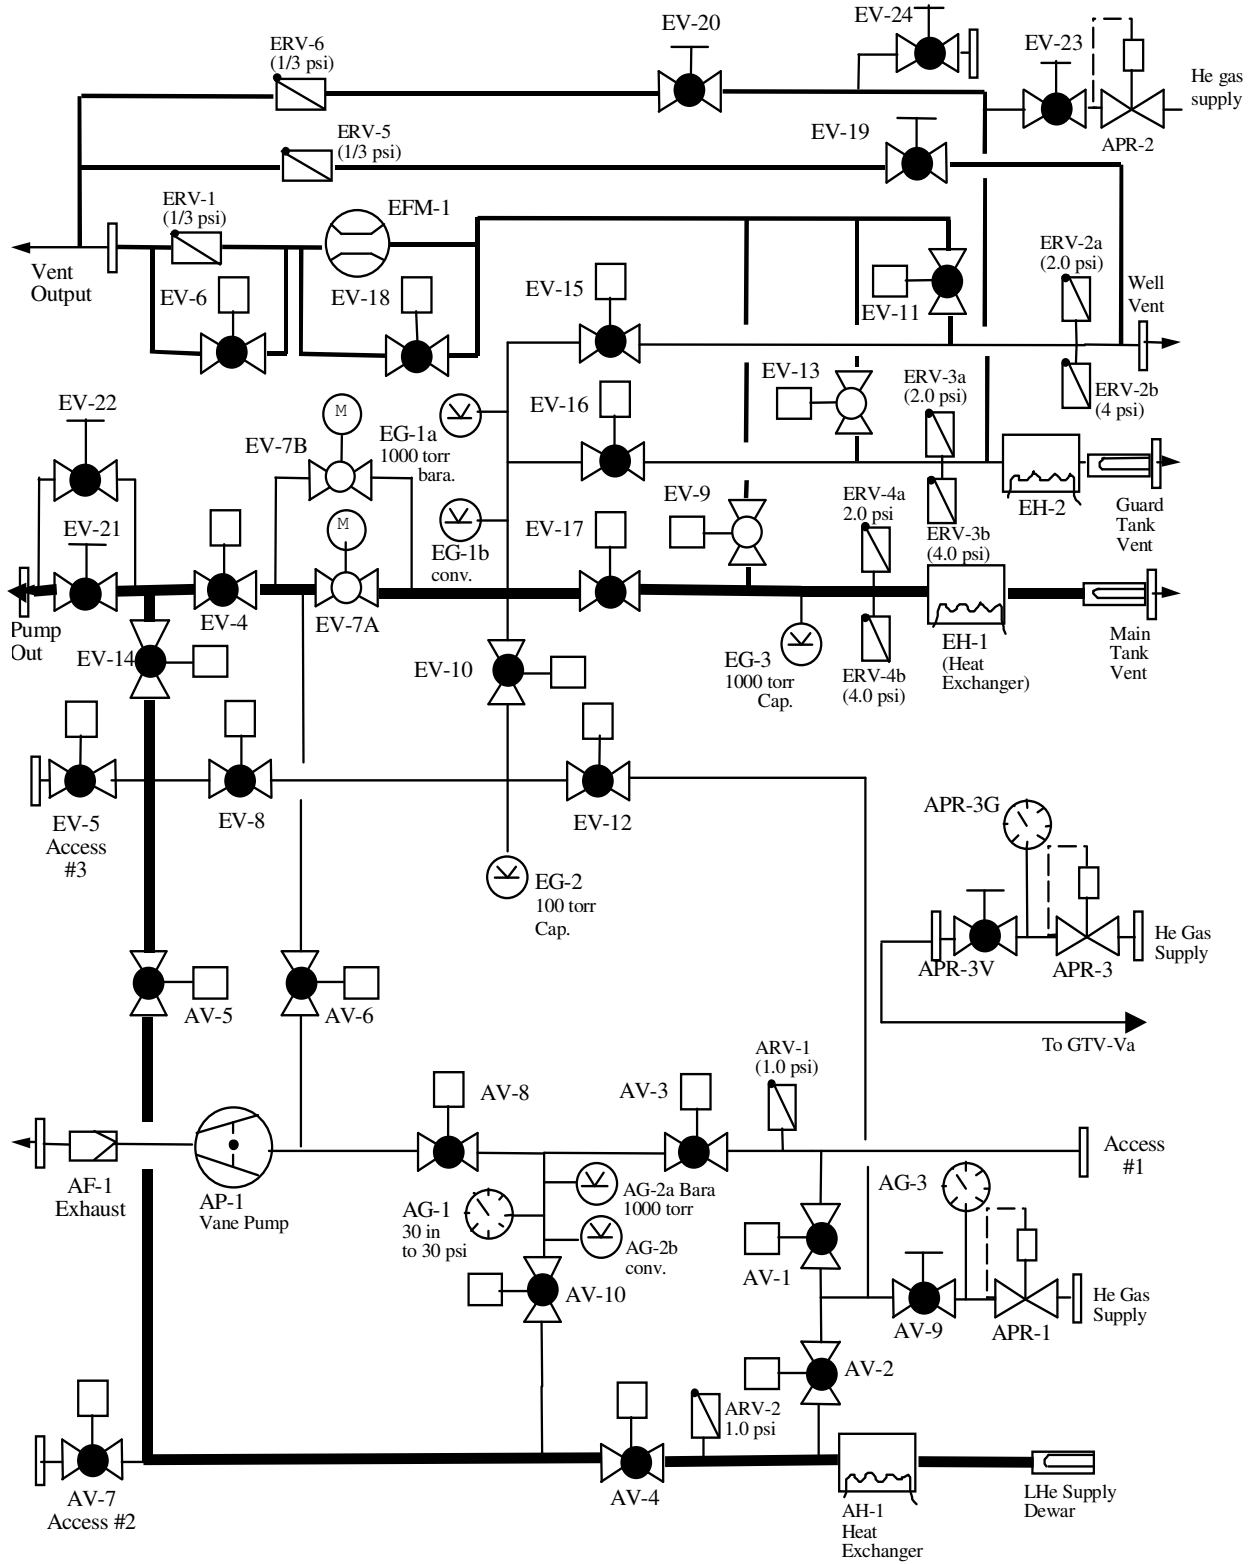 EV-24
EV-20
ERV-6
(1/3 psi)
EV-23
He gas
supply
ERV-5
(1/3 psi)
EV-19
APR-2
ERV-1
(1/3 psi)
EFM-1
ERV-2a
(2.0 psi)
Vent
Output
EV-6
EV-18
EV-15
EV-11
Well
Vent
EV-13
ERV-3a
(2.0 psi)
ERV-2b
(4 psi)
EV-22
M
EV-7B
EG-1a
1000 torr
bara.
EV-16
EV-9
ERV-4a
2.0 psi
EH-2
Guard
Tank
Vent
EV-21
M
EG-1b
conv.
EV-17
ERV-3b
(4.0 psi)
Pump
Out
EV-4
EV-7A
EV-14
EV-10
EG-3
1000 torr
Cap.
ERV-4b
(4.0 psi)
EH-1
(Heat
Exchanger)
Main
Tank
Vent
EV-5
Access
#3
EV-8
EV-12
APR-3G
EG-2
100 torr
Cap.
APR-3V
APR-3
He Gas
Supply
AV-5
AV-6
To GTV-Va
ARV-1
(1.0 psi)
AV-8
AV-3
Access
#1
AF-1
Exhaust
AP-1
Vane Pump
AG-1
30 in
to 30 psi
AG-2a Bara
1000 torr
AG-3
AG-2b
conv.
AV-1
AV-10
AV-9
APR-1
He Gas
Supply
AV-2
ARV-2
1.0 psi
AV-7
Access #2
AV-4
AH-1
Heat
Exchanger
LHe Supply
Dewar